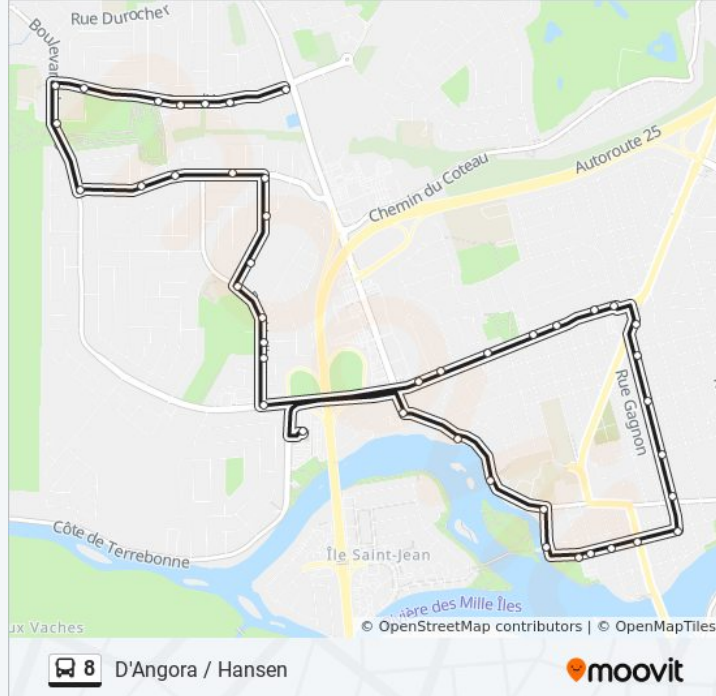 Rue Durocher
Boulevar
Chemin du Coteau
Autoroute 25
Rue Gagnon
Côte de Terrebonne
Île Saint-Jean
ière des Mille Îles
ux Vaches
© OpenStreetMap contributors | © OpenMapTiles
8 D'Angora / Hansen
moovit